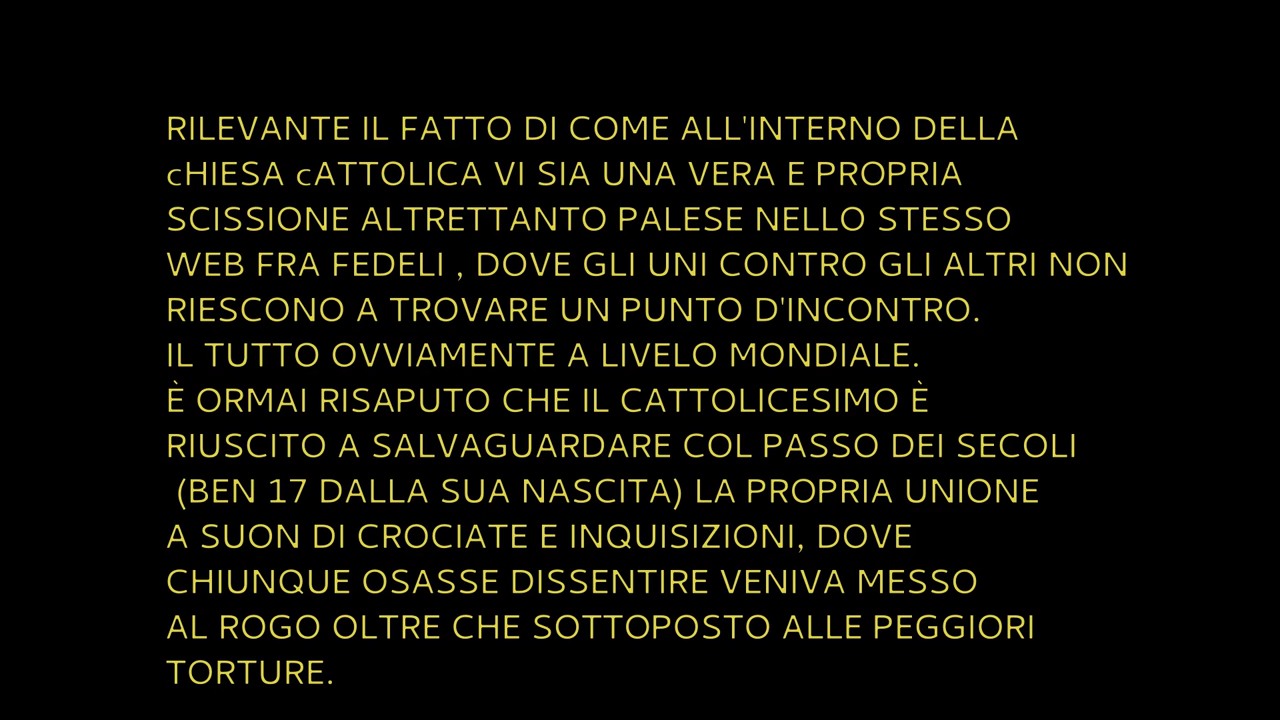 RILEVANTE IL FATTO DI COME ALL'INTERNO DELLA
cHIESA cATTOLICA VI SIA UNA VERA E PROPRIA
SCISSIONE ALTRETTANTO PALESE NELLO STESSO
WEB FRA FEDELI , DOVE GLI UNI CONTRO GLI ALTRI NON
RIESCONO A TROVARE UN PUNTO D'INCONTRO.
IL TUTTO OVVIAMENTE A LIVELO MONDIALE.
È ORMAI RISAPUTO CHE IL CATTOLICESIMO È
RIUSCITO A SALVAGUARDARE COL PASSO DEI SECOLI
(BEN 17 DALLA SUA NASCITA) LA PROPRIA UNIONE
A SUON DI CROCIATE E INQUISIZIONI, DOVE
CHIUNQUE OSASSE DISSENTIRE VENIVA MESSO
AL ROGO OLTRE CHE SOTTOPOSTO ALLE PEGGIORI
TORTURE.